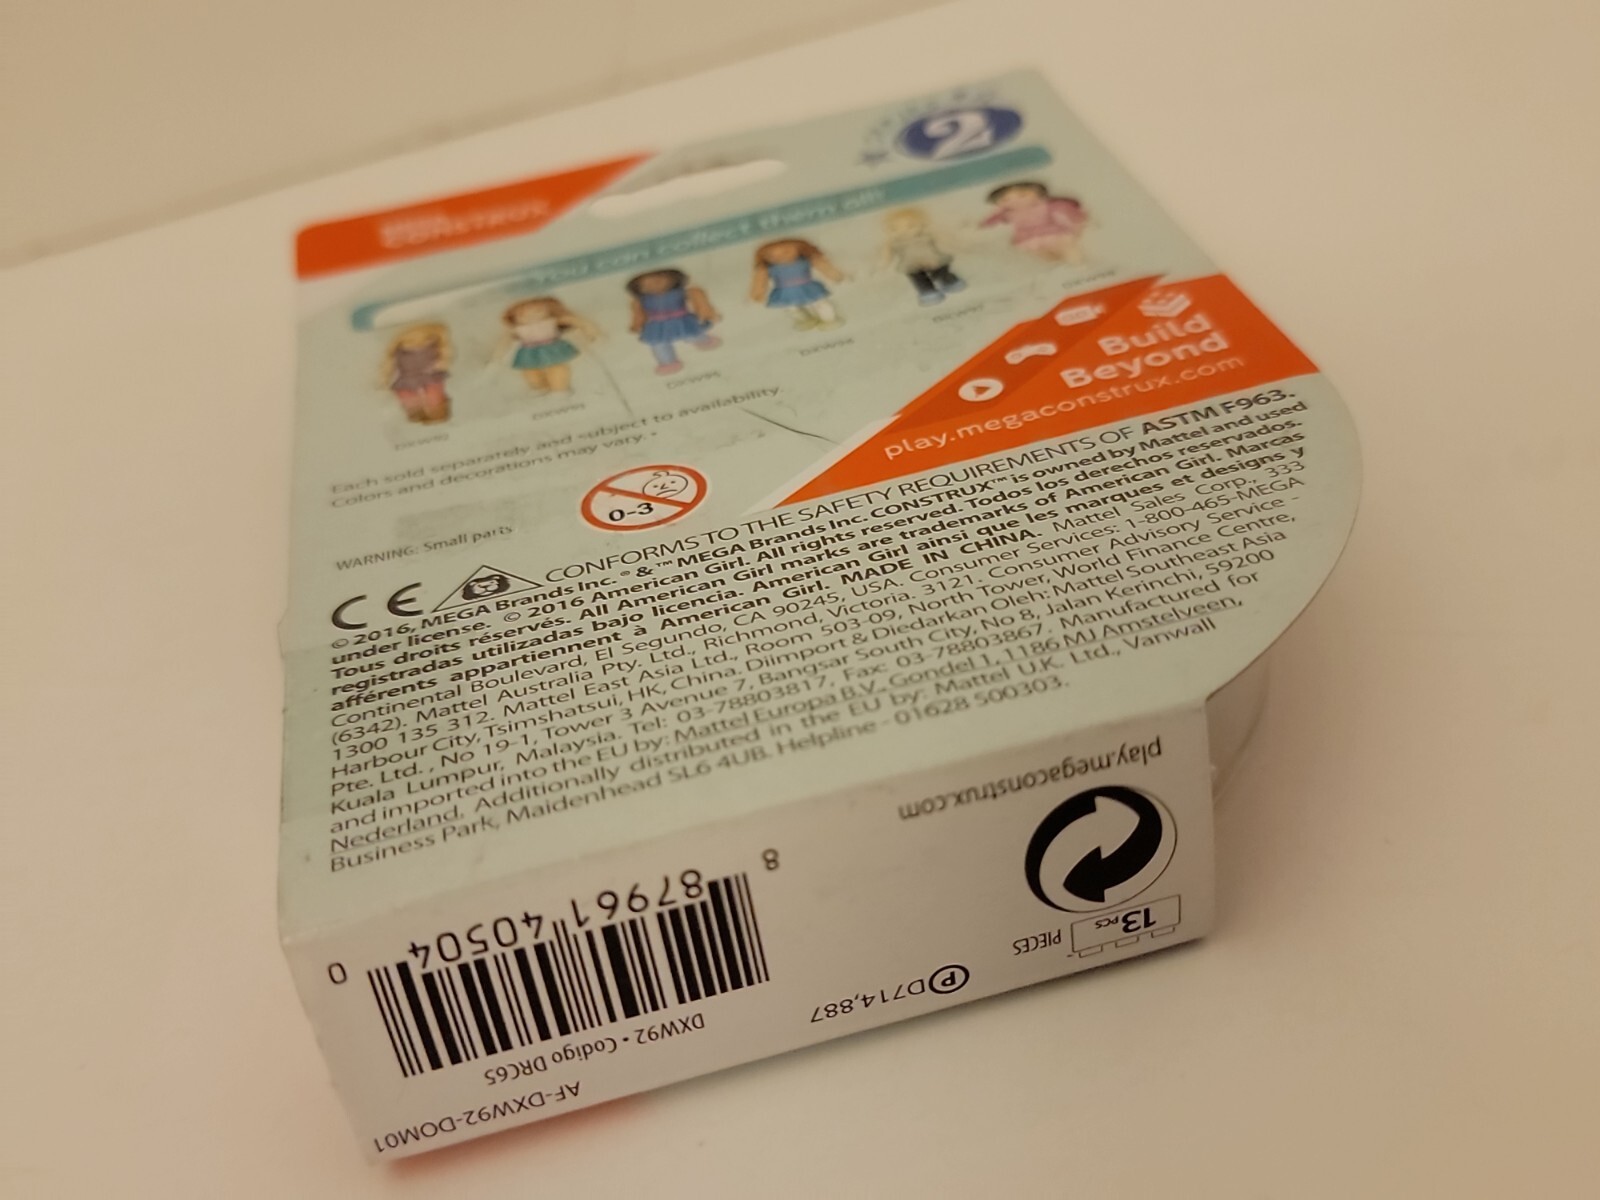 CONSTRUX
2
You can collect them all!
DXW92
DXW93
DXW95
DXW94
Each sold separately and subject to availability.
Colors and decorations may vary.
Build
Beyond
play.megaconstrux.com
0-3
WARNING: Small parts
CE
CONFORMS TO THE SAFETY REQUIREMENTS OF ASTM F963.
© 2016, MEGA Brands Inc. ® & ™ MEGA Brands Inc. CONSTRUX™ is owned by Mattel and used
under license. © 2016 American Girl. All rights reserved. Todos los derechos reservados.
Tous droits réservés. All American Girl marks are trademarks of American Girl. Marcas
registradas utilizadas bajo licencia. American Girl ainsi que les marques et designs y
afférents appartiennent à American Girl. MADE IN CHINA. Mattel Sales Corp., 333
Continental Boulevard, El Segundo, CA 90245, USA. Consumer Services: 1-800-465-MEGA
(6342). Mattel Australia Pty. Ltd., Richmond, Victoria. 3121. Consumer Advisory Service -
1300 135 312. Mattel East Asia Ltd., Room 503-09, North Tower, World Finance Centre,
Harbour City, Tsimshatsui, HK, China. Diimport & Diedarkan Oleh: Mattel Southeast Asia
Pte. Ltd., No 19-1, Tower 3 Avenue 7, Bangsar South City, No 8, Jalan Kerinchi, 59200
Kuala Lumpur, Malaysia. Tel: 03-78803817, Fax: 03-78803867. Manufactured for
and imported into the EU by: Mattel Europa B.V., Gondel 1, 1186 MJ Amstelveen,
Nederland. Additionally distributed in the EU by: Mattel U.K. Ltd., Vanwall
Business Park, Maidenhead SL6 4UB. Helpline - 01628 500303.
play.megaconstrux.com
13 PCS
PIECES
Ⓟ D714,887
8 87961 40504 0
DXW92 • Codigo DRC65
AF-DXW92-DOM01